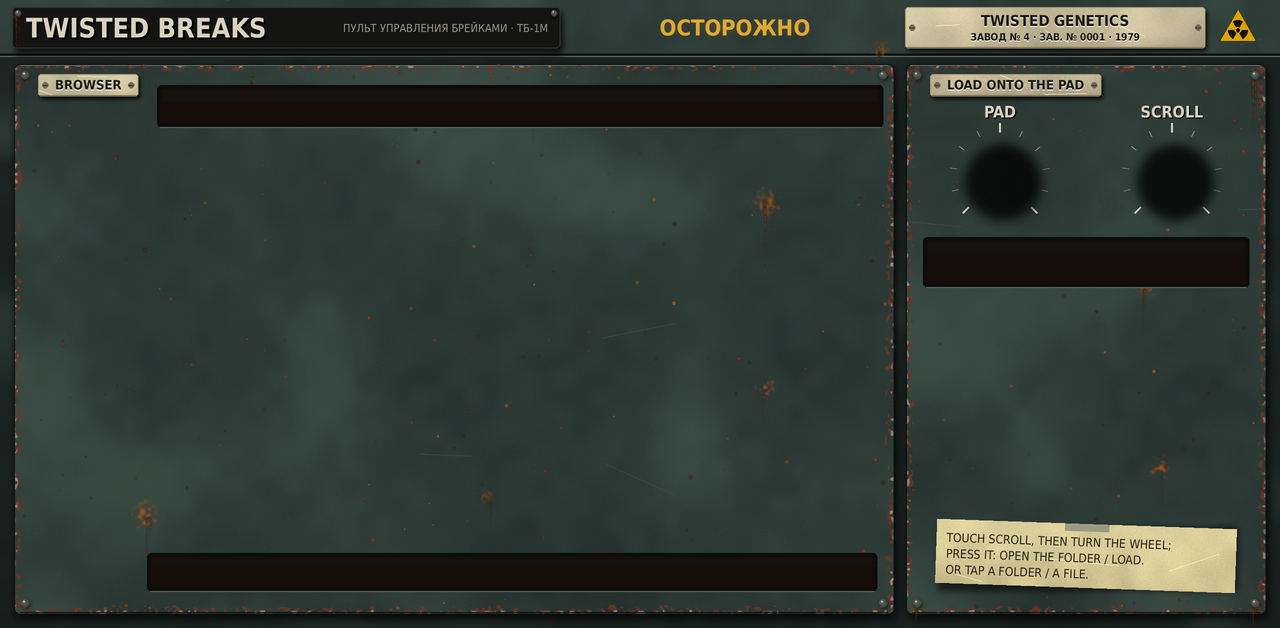 TWISTED BREAKS
ПУЛЬТ УПРАВЛЕНИЯ БРЕЙКАМИ · ТБ-1М
ОСТОРОЖНО
TWISTED GENETICS
ЗАВОД № 4 · ЗАВ. № 0001 · 1979
BROWSER
LOAD ONTO THE PAD
PAD
SCROLL
TOUCH SCROLL, THEN TURN THE WHEEL;
PRESS IT: OPEN THE FOLDER / LOAD.
OR TAP A FOLDER / A FILE.